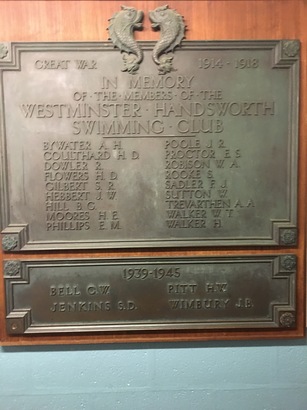 GREAT WAR 1914 - 1918
IN MEMORY
OF · THE · MEMBERS · OF · THE
WESTMINSTER · HANDSWORTH
SWIMMING · CLUB
BYWATER A. H. POOLE J. R.
COULTHARD H. D. PROCTOR E. S.
DOWLER R. ROBSON W. A.
FLOWERS H. D. ROOKE S.
GILBERT S. R. SADLER F. J.
HEBBERT J. W. SUTTON W.
HILL B. G. TREVARTHEN A. A.
MOORES H. E. WALKER W. T.
PHILLIPS E. M. WALKER H.
1939-1945
BELL C.W. PITT H.W.
JENKINS S.D. WIMBURY J.B.